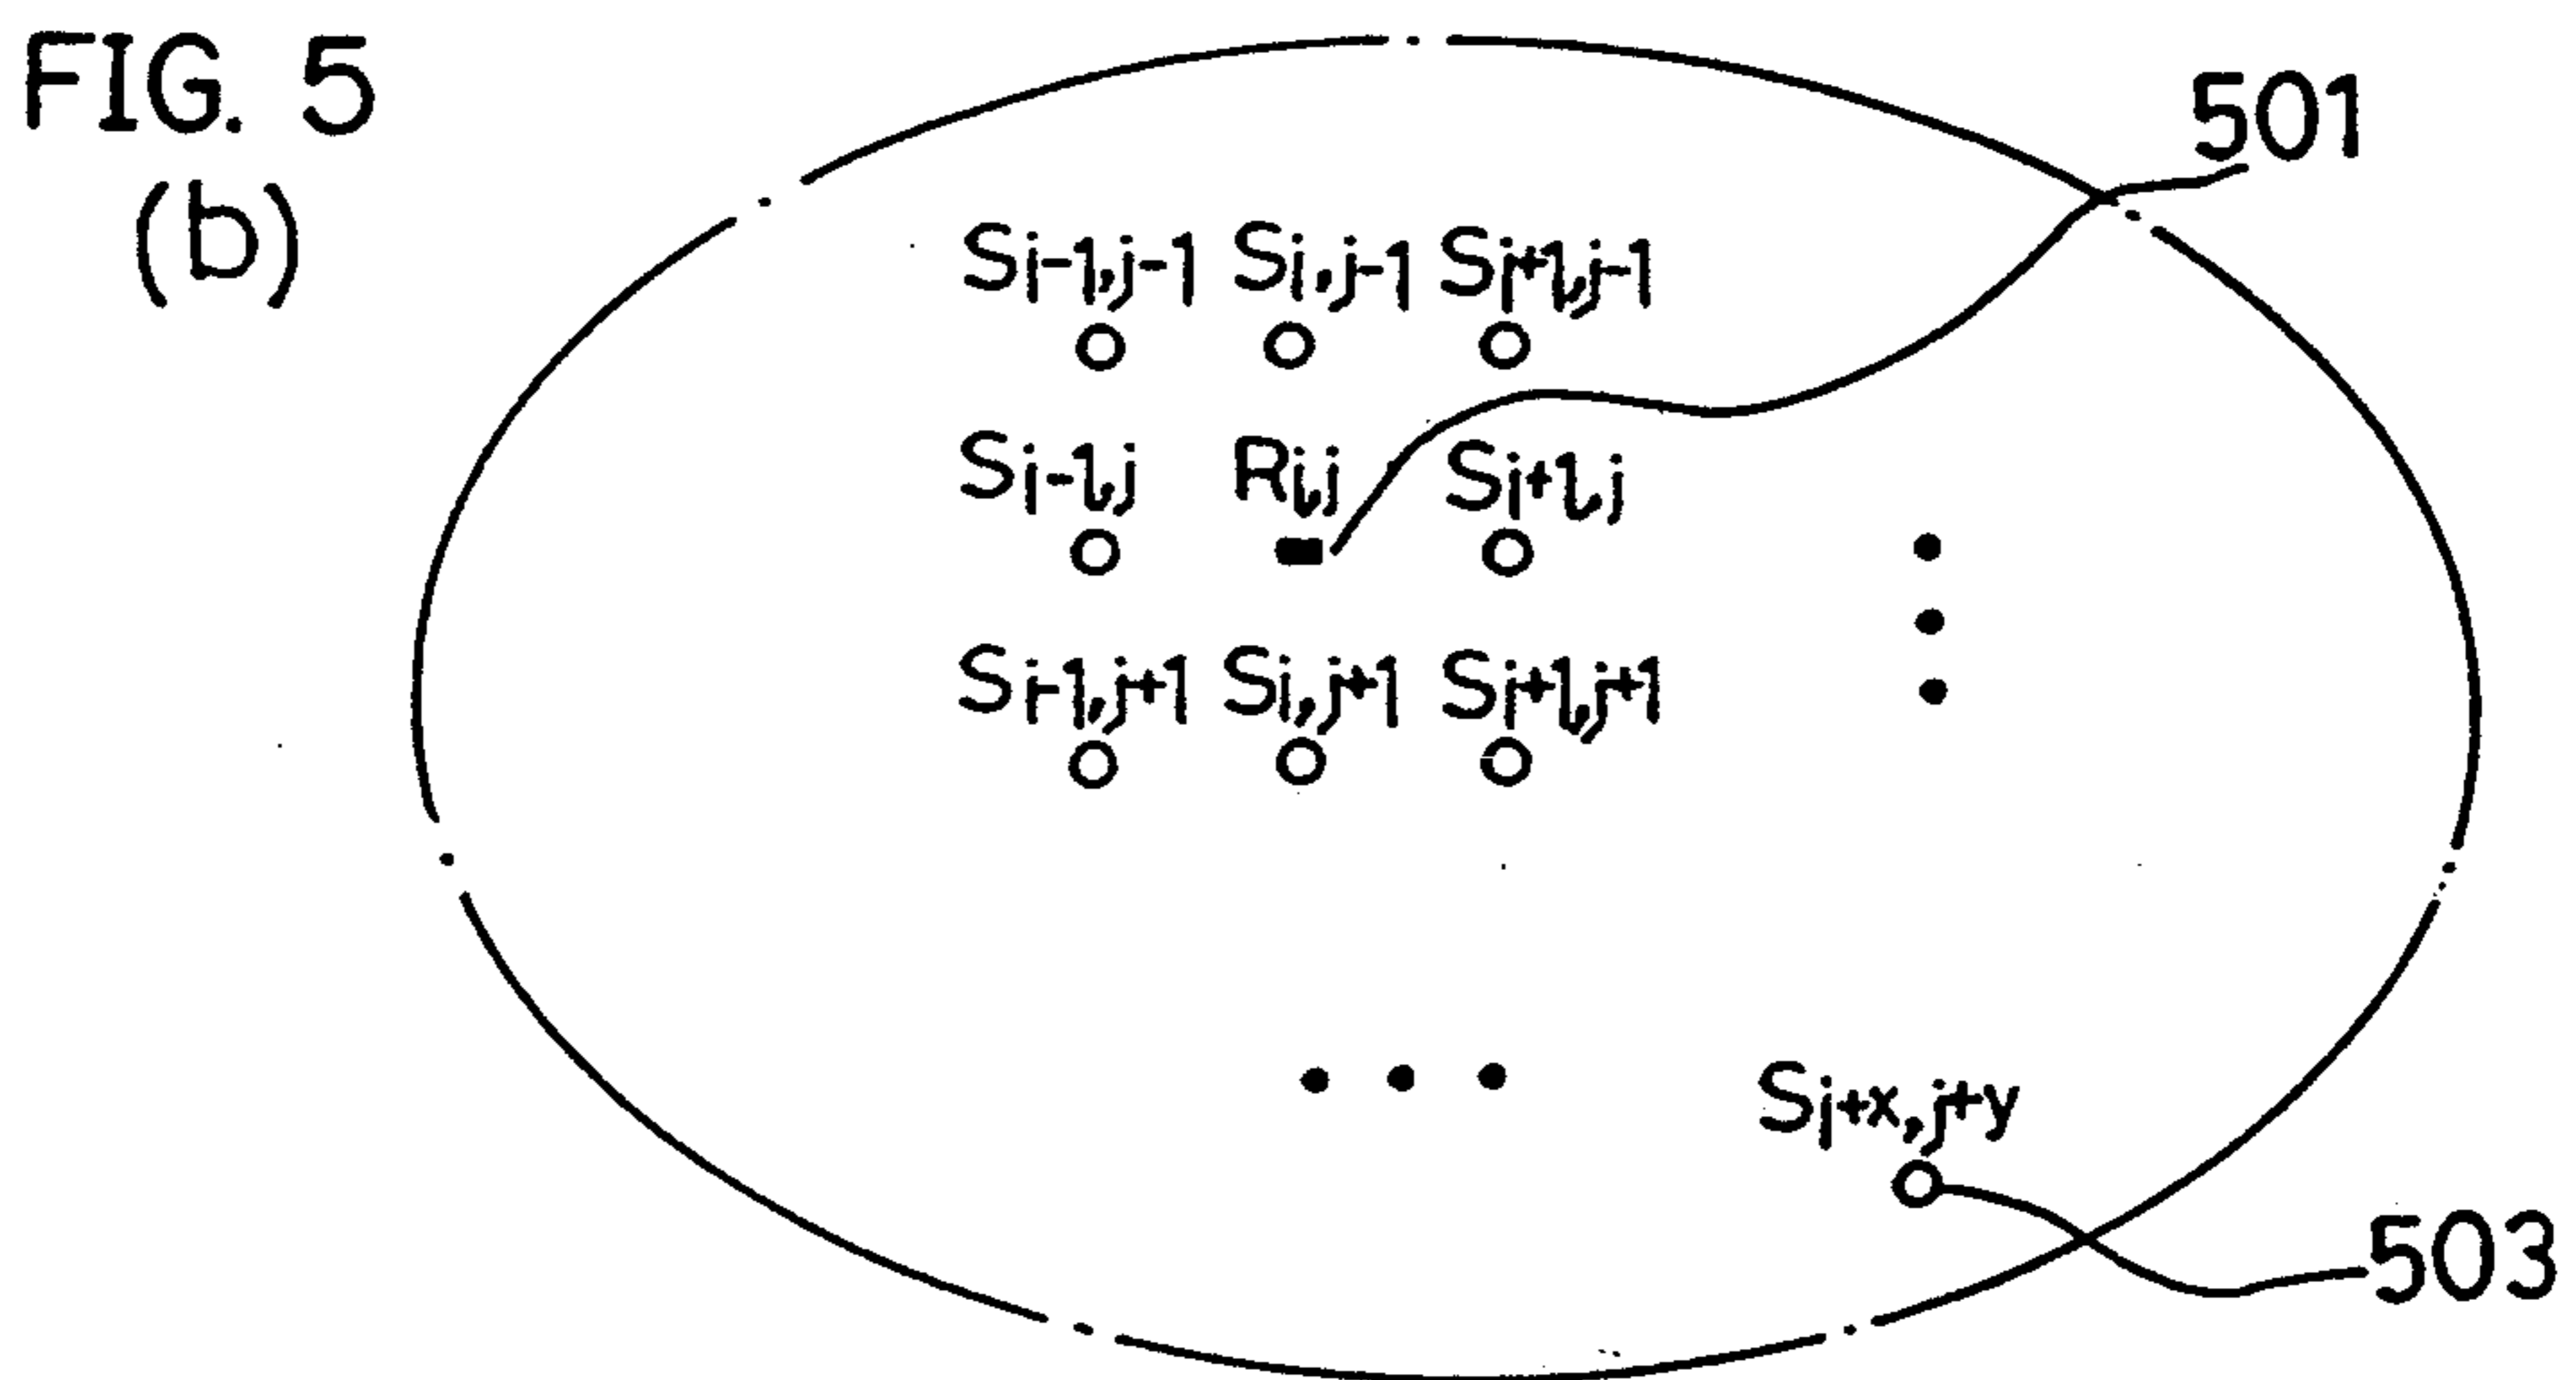 FIG. 5
(b)
501
Si-1,j-1 Si,j-1 Si+1,j-1
Si-1,j Ri,j Si+1,j
Si-1,j+1 Si,j+1 Si+1,j+1
Si+x,j+y
503